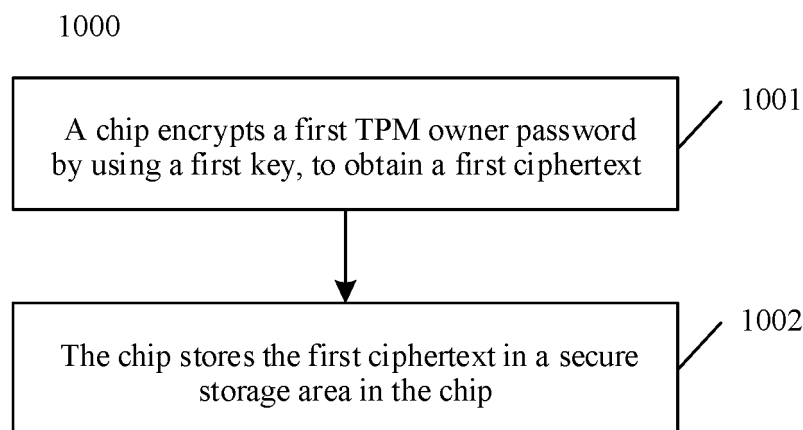 1000
A chip encrypts a first TPM owner password
by using a first key, to obtain a first ciphertext
1001
The chip stores the first ciphertext in a secure
storage area in the chip
1002